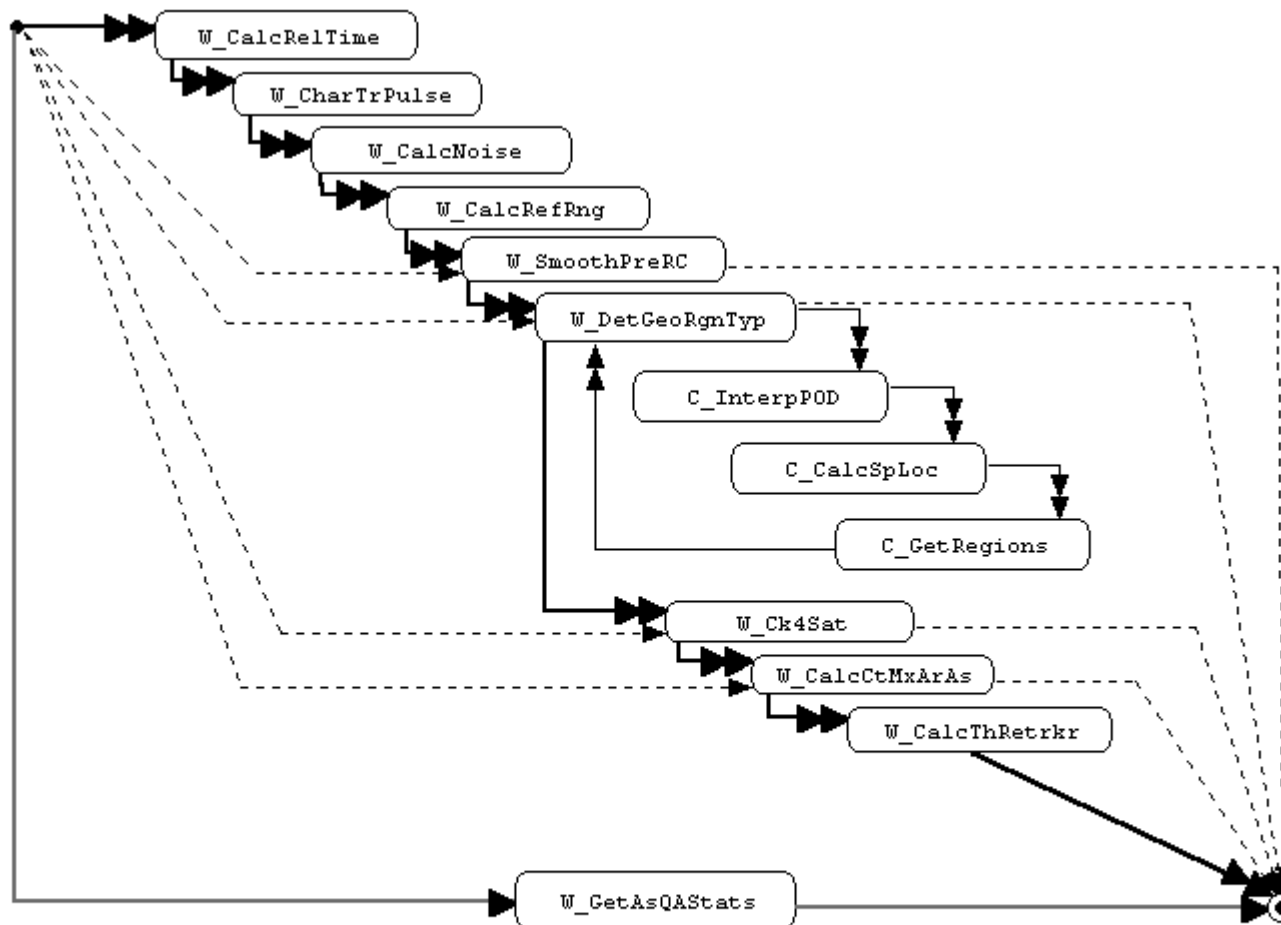 W_CalcRelTime
W_CharTrPulse
W_CalcNoise
W_CalcRefRng
W_SmoothPreRC
W_DetGeoRgnTyp
C_InterpPOD
C_CalcSpLoc
C_GetRegions
W_Ck4Sat
W_CalcCtMxArAs
W_CalcThRetrkr
W_GetAsQAStats